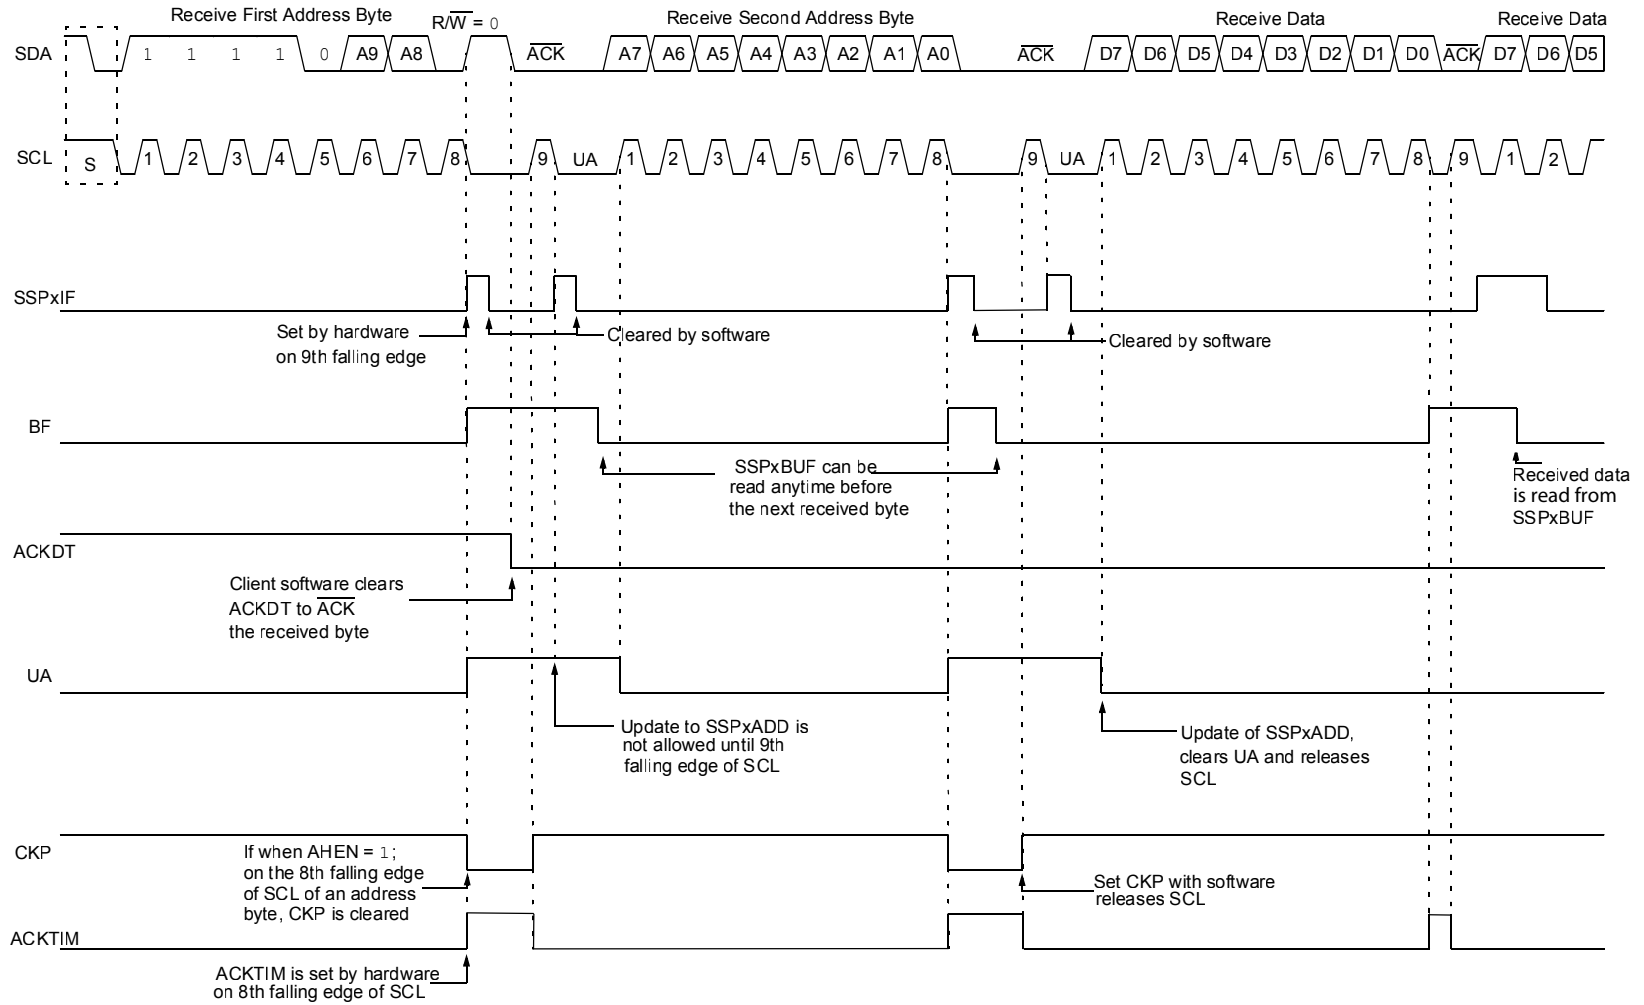 Receive First Address Byte
R/W = 0
Receive Second Address Byte
Receive Data
Receive Data
SDA
1 1 1 1 0 A9 A8
ACK
A7 A6 A5 A4 A3 A2 A1 A0
ACK
D7 D6 D5 D4 D3 D2 D1 D0
ACK
D7 D6 D5
SCL
S
1 2 3 4 5 6 7 8 9 UA 1 2 3 4 5 6 7 8 9 UA 1 2 3 4 5 6 7 8 9 1 2
SSPxIF
Set by hardware
on 9th falling edge
Cleared by software
Cleared by software
BF
SSPxBUF can be
read anytime before
the next received byte
Received data
is read from
SSPxBUF
ACKDT
Client software clears
ACKDT to ACK
the received byte
UA
Update to SSPxADD is
not allowed until 9th
falling edge of SCL
Update of SSPxADD,
clears UA and releases
SCL
CKP
If when AHEN = 1;
on the 8th falling edge
of SCL of an address
byte, CKP is cleared
Set CKP with software
releases SCL
ACKTIM
ACKTIM is set by hardware
on 8th falling edge of SCL